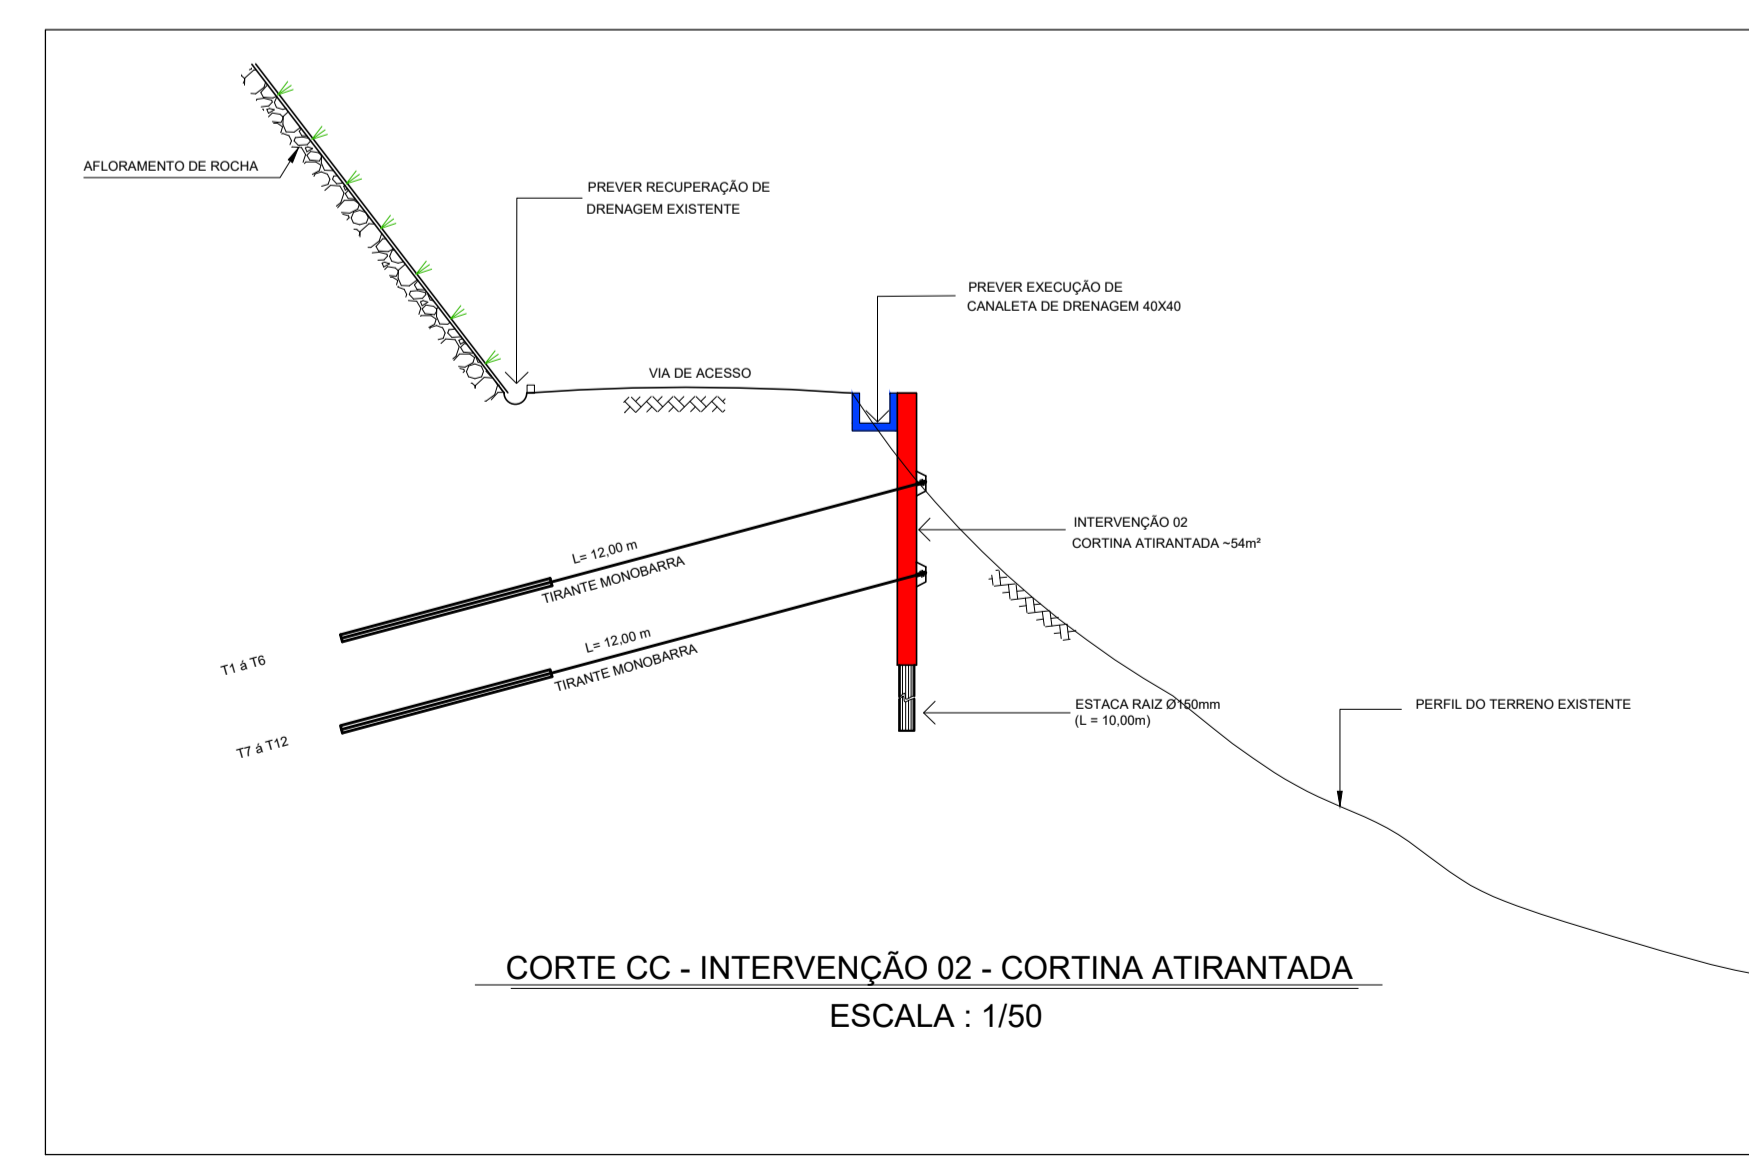 AFLORAMENTO DE ROCHA
PREVER RECUPERAÇÃO DE
DRENAGEM EXISTENTE
PREVER EXECUÇÃO DE
CANALETA DE DRENAGEM 40X40
VIA DE ACESSO
INTERVENÇÃO 02
CORTINA ATIRANTADA ~54m²
L= 12,00 m
TIRANTE MONOBARRA
T1 á T6
L= 12,00 m
TIRANTE MONOBARRA
T7 á T12
ESTACA RAIZ Ø150mm
(L = 10,00m)
PERFIL DO TERRENO EXISTENTE
CORTE CC - INTERVENÇÃO 02 - CORTINA ATIRANTADA
ESCALA : 1/50